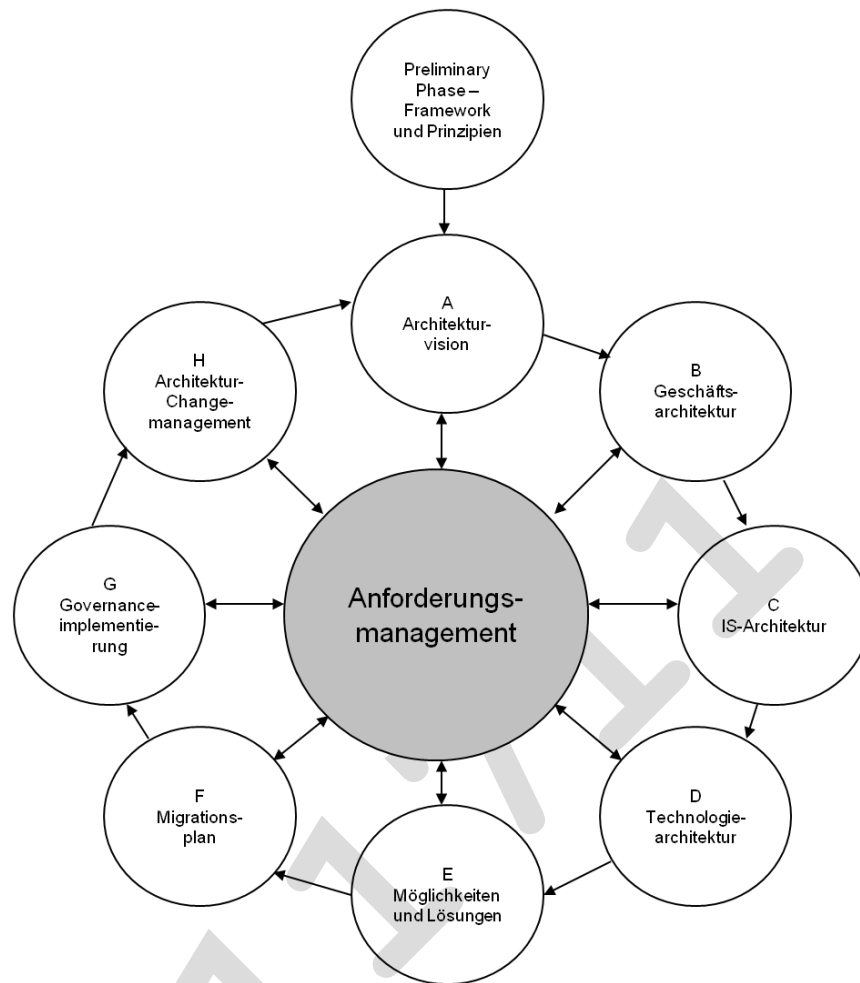 Preliminary
Phase –
Framework
und Prinzipien
A
Architektur-
vision
H
Architektur-
Change-
management
B
Geschäfts-
architektur
G
Governance-
implementie-
rung
Anforderungs-
management
C
IS-Architektur
F
Migrations-
plan
D
Technologie-
architektur
E
Möglichkeiten
und Lösungen